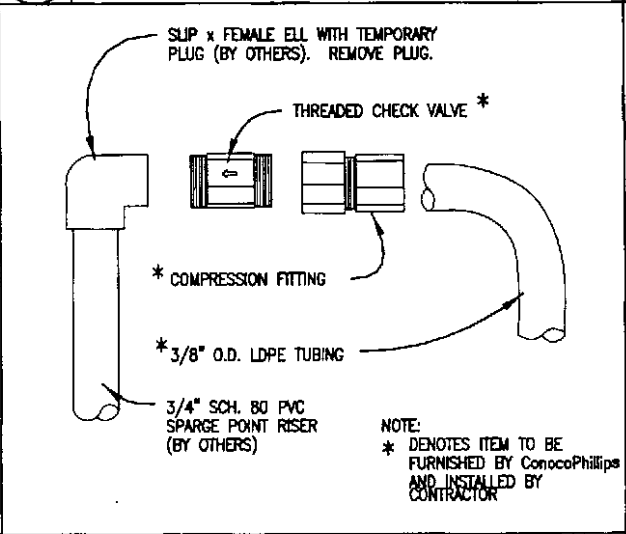 SLIP x FEMALE ELL WITH TEMPORARY
PLUG (BY OTHERS). REMOVE PLUG.
THREADED CHECK VALVE *
* COMPRESSION FITTING
* 3/8" O.D. LDPE TUBING
3/4" SCH. 80 PVC
SPARGE POINT RISER
(BY OTHERS)
NOTE:
* DENOTES ITEM TO BE
FURNISHED BY ConocoPhillips
AND INSTALLED BY
CONTRACTOR